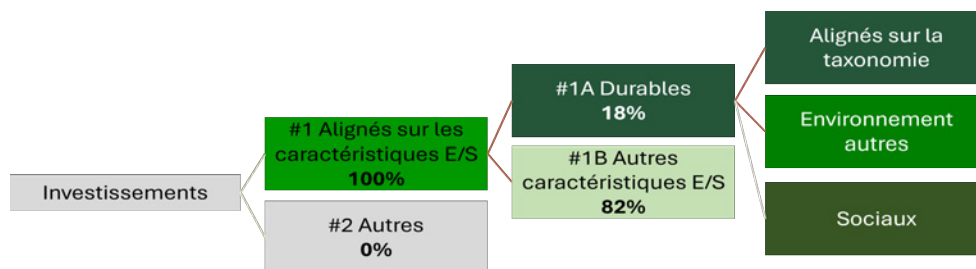 Investissements
#1 Alignés sur les
caractéristiques E/S
100%
#2 Autres
0%
#1A Durables
18%
#1B Autres
caractéristiques E/S
82%
Alignés sur la
taxonomie
Environnement
autres
Sociaux